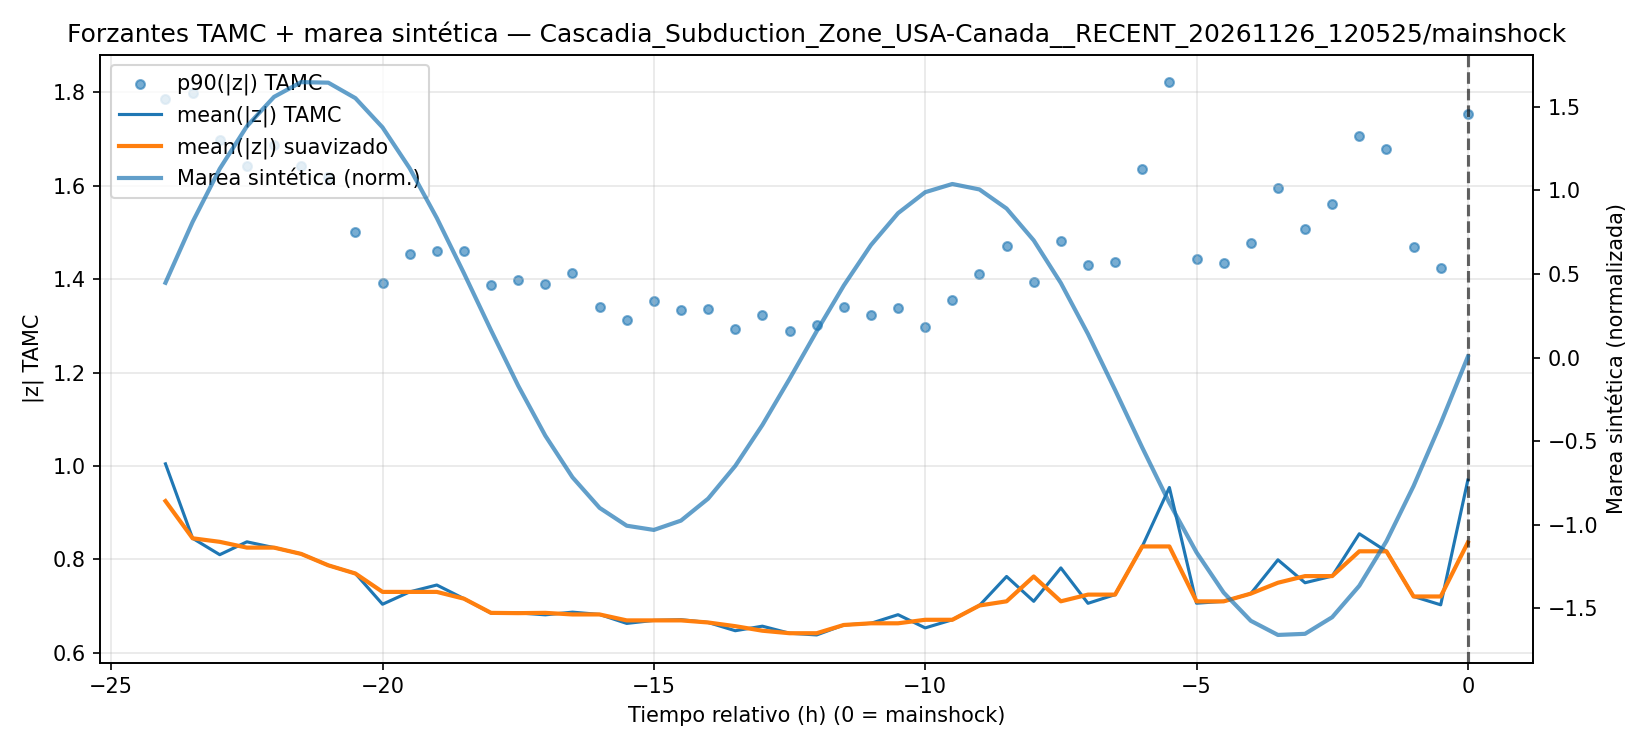 Forzantes TAMC + marea sintética — Cascadia_Subduction_Zone_USA-Canada__RECENT_20261126_120525/mainshock
p90(|z|) TAMC
mean(|z|) TAMC
mean(|z|) suavizado
Marea sintética (norm.)
|z| TAMC
1.8
1.6
1.4
1.2
1.0
0.8
0.6
Marea sintética (normalizada)
1.5
1.0
0.5
0.0
−0.5
−1.0
−1.5
−25 −20 −15 −10 −5 0
Tiempo relativo (h) (0 = mainshock)